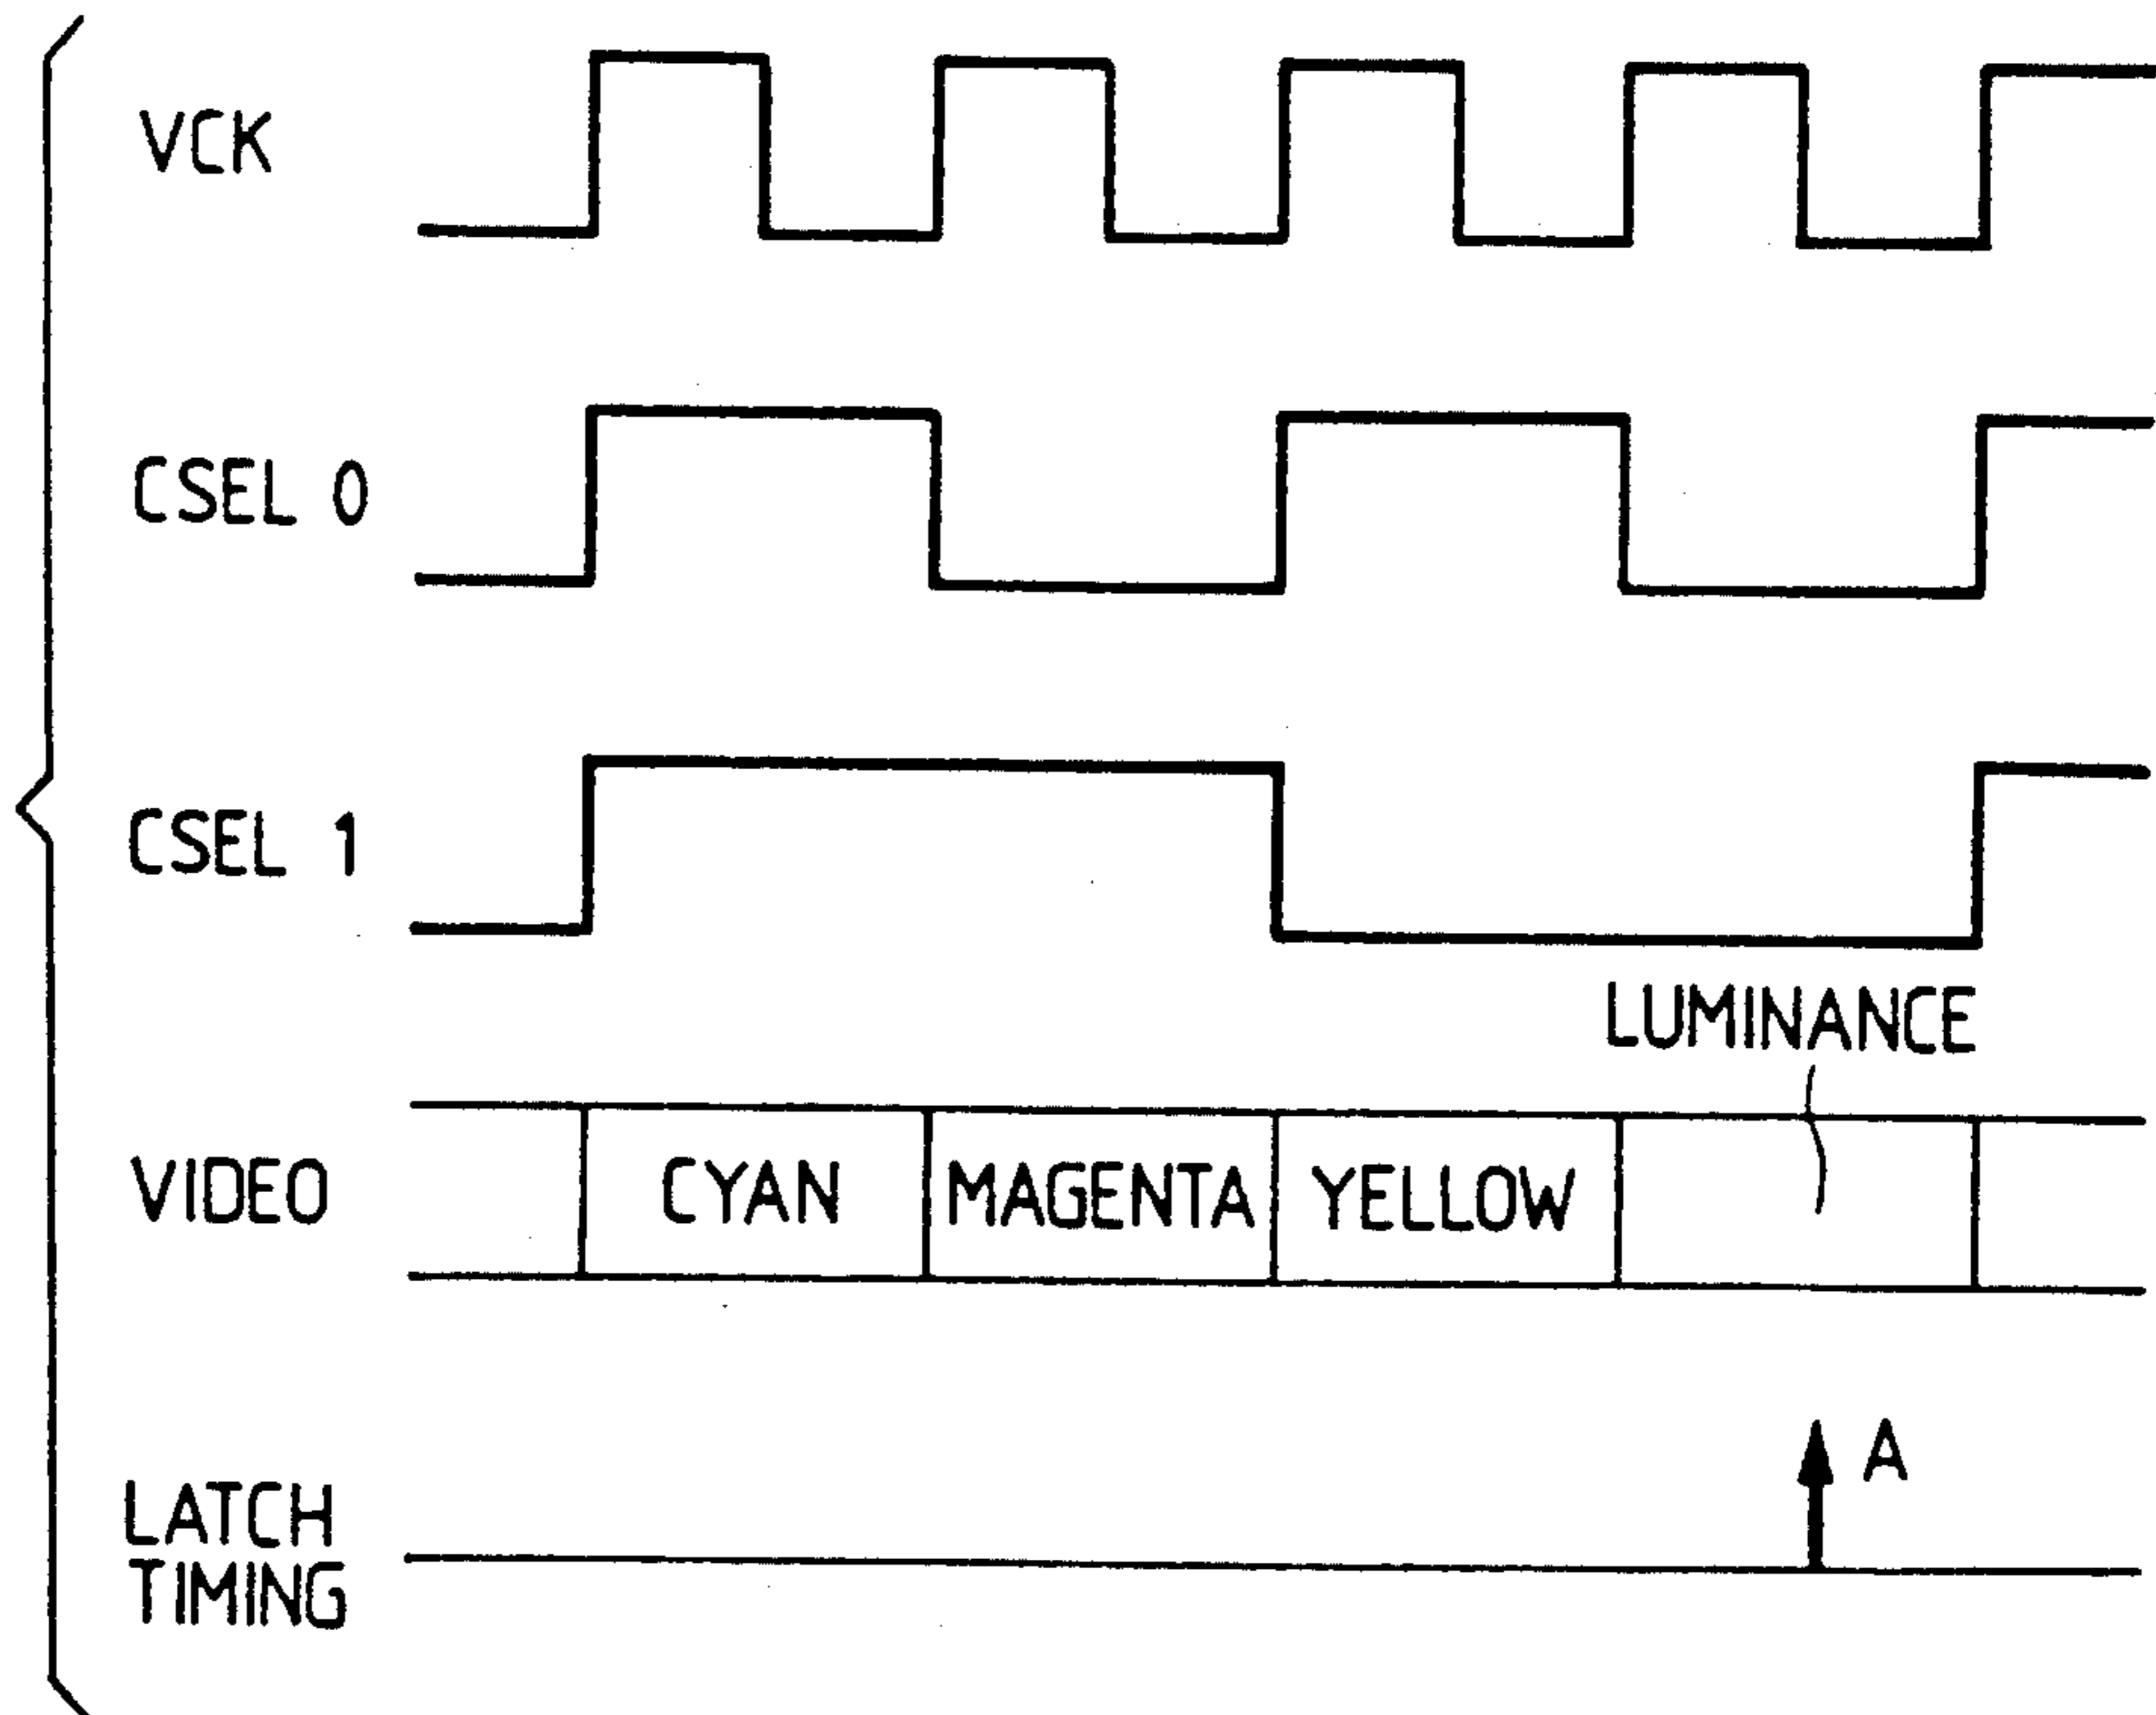 VCK
CSEL 0
CSEL 1
LUMINANCE
VIDEO CYAN MAGENTA YELLOW
A
LATCH
TIMING